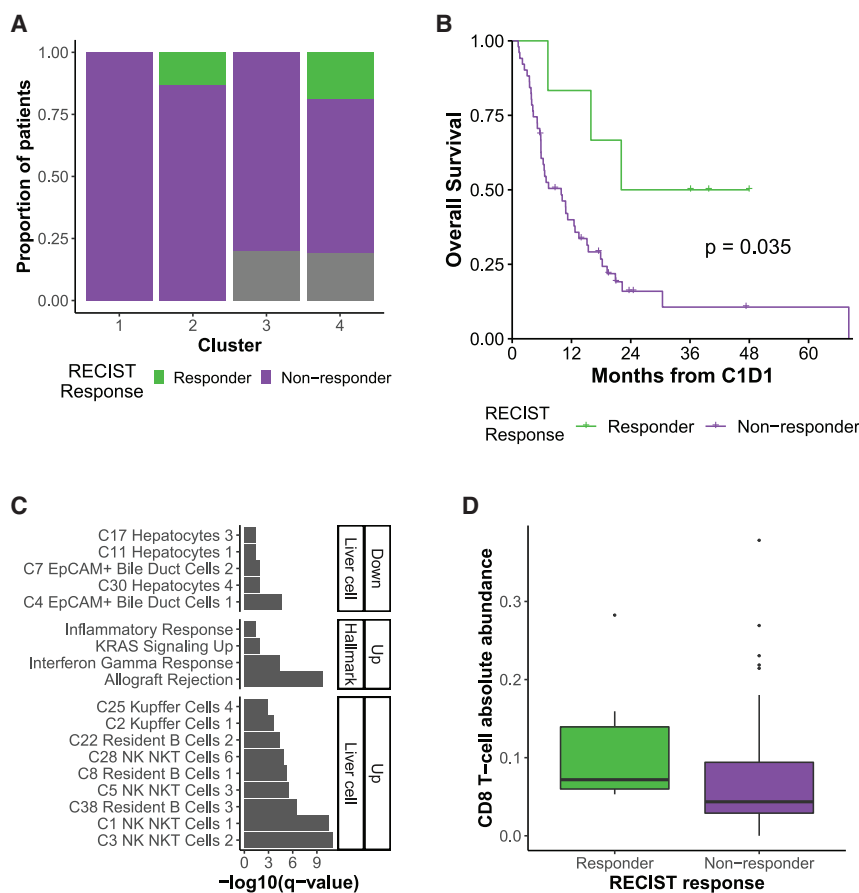 A
1.00
0.75
0.50
0.25
0.00
Proportion of patients
1 2 3 4
Cluster
RECIST
Response
Responder Non-responder
B
1.00
0.75
0.50
0.25
0.00
Overall Survival
p = 0.035
0 12 24 36 48 60
Months from C1D1
RECIST
Response
Responder Non-responder
C
C17 Hepatocytes 3
C11 Hepatocytes 1
C7 EpCAM+ Bile Duct Cells 2
C30 Hepatocytes 4
C4 EpCAM+ Bile Duct Cells 1
Liver cell
Down
Inflammatory Response
KRAS Signaling Up
Interferon Gamma Response
Allograft Rejection
Hallmark
Up
C25 Kupffer Cells 4
C2 Kupffer Cells 1
C22 Resident B Cells 2
C28 NK NKT Cells 6
C8 Resident B Cells 1
C5 NK NKT Cells 3
C38 Resident B Cells 3
C1 NK NKT Cells 1
C3 NK NKT Cells 2
Liver cell
Up
0 3 6 9
-log10(q-value)
D
0.3
0.2
0.1
0.0
CD8 T-cell absolute abundance
Responder Non-responder
RECIST response